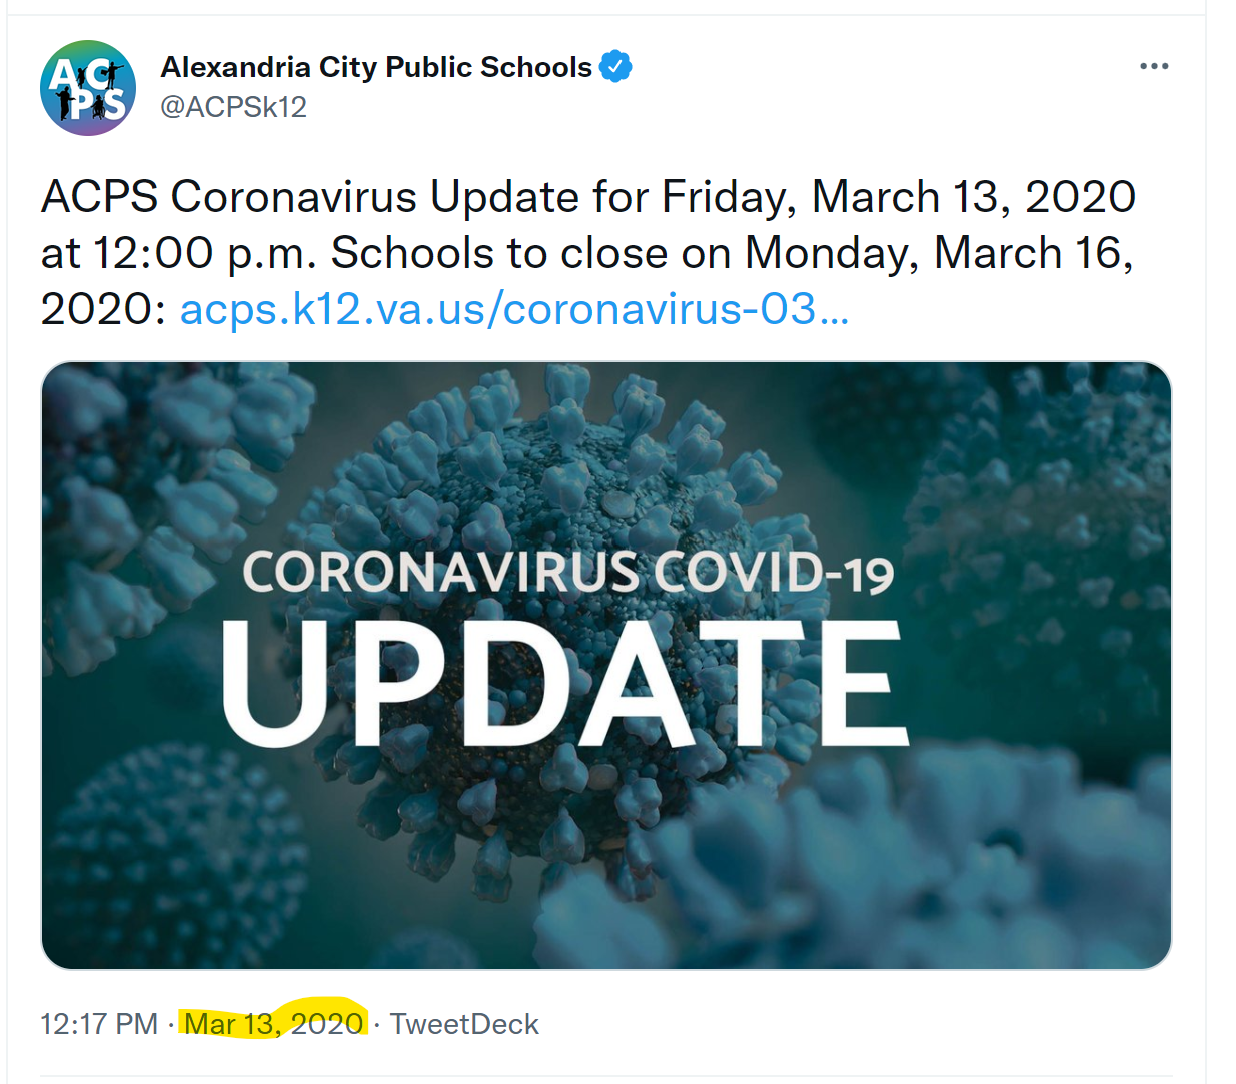 ACPS
Alexandria City Public Schools
@ACPSk12
ACPS Coronavirus Update for Friday, March 13, 2020
at 12:00 p.m. Schools to close on Monday, March 16,
2020: acps.k12.va.us/coronavirus-03…
CORONAVIRUS COVID-19
UPDATE
12:17 PM · Mar 13, 2020 · TweetDeck